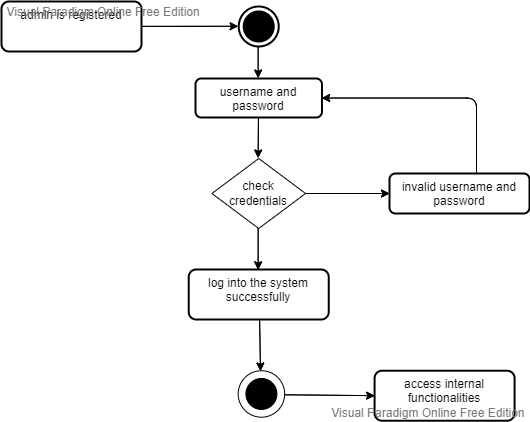 Visual Paradigm Online Free Edition
admin is registered
username and
password
check
credentials
invalid username and
password
log into the system
successfully
access internal
functionalities
Visual Paradigm Online Free Edition